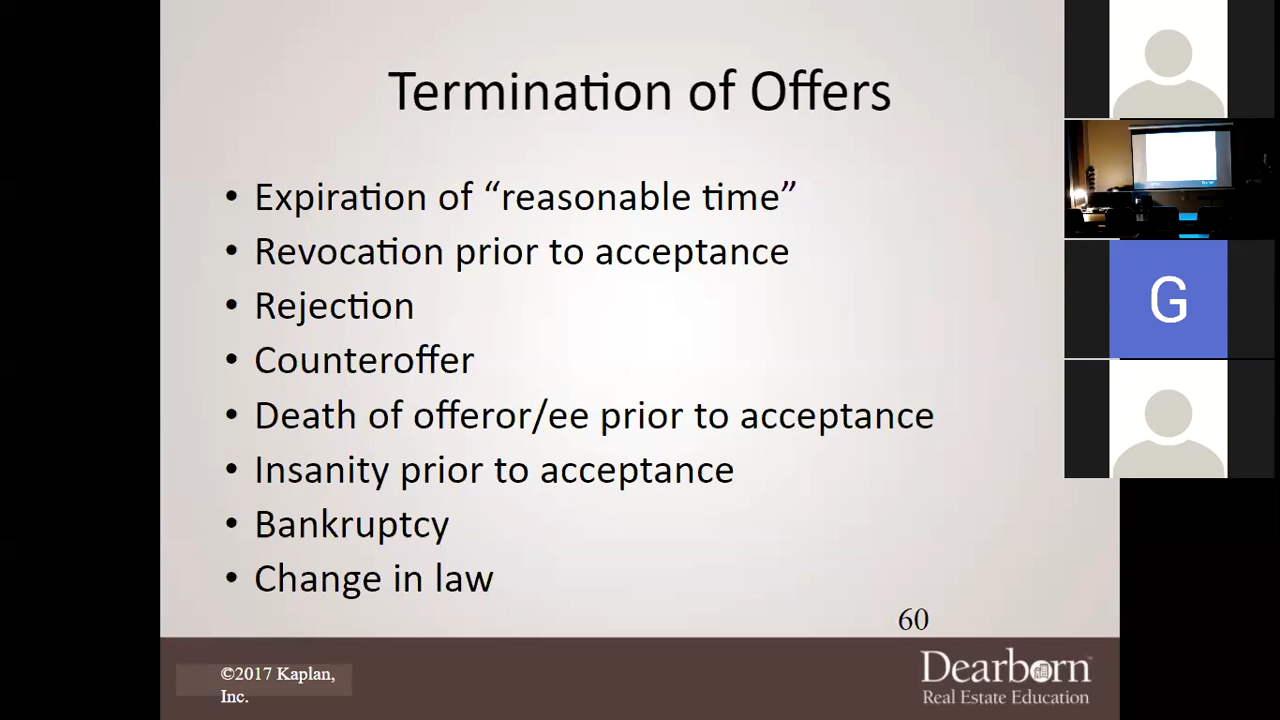 Termination of Offers
• Expiration of “reasonable time”
• Revocation prior to acceptance
• Rejection
• Counteroffer
• Death of offeror/ee prior to acceptance
• Insanity prior to acceptance
• Bankruptcy
• Change in law
60
©2017 Kaplan,
Inc.
Dearborn
Real Estate Education
G